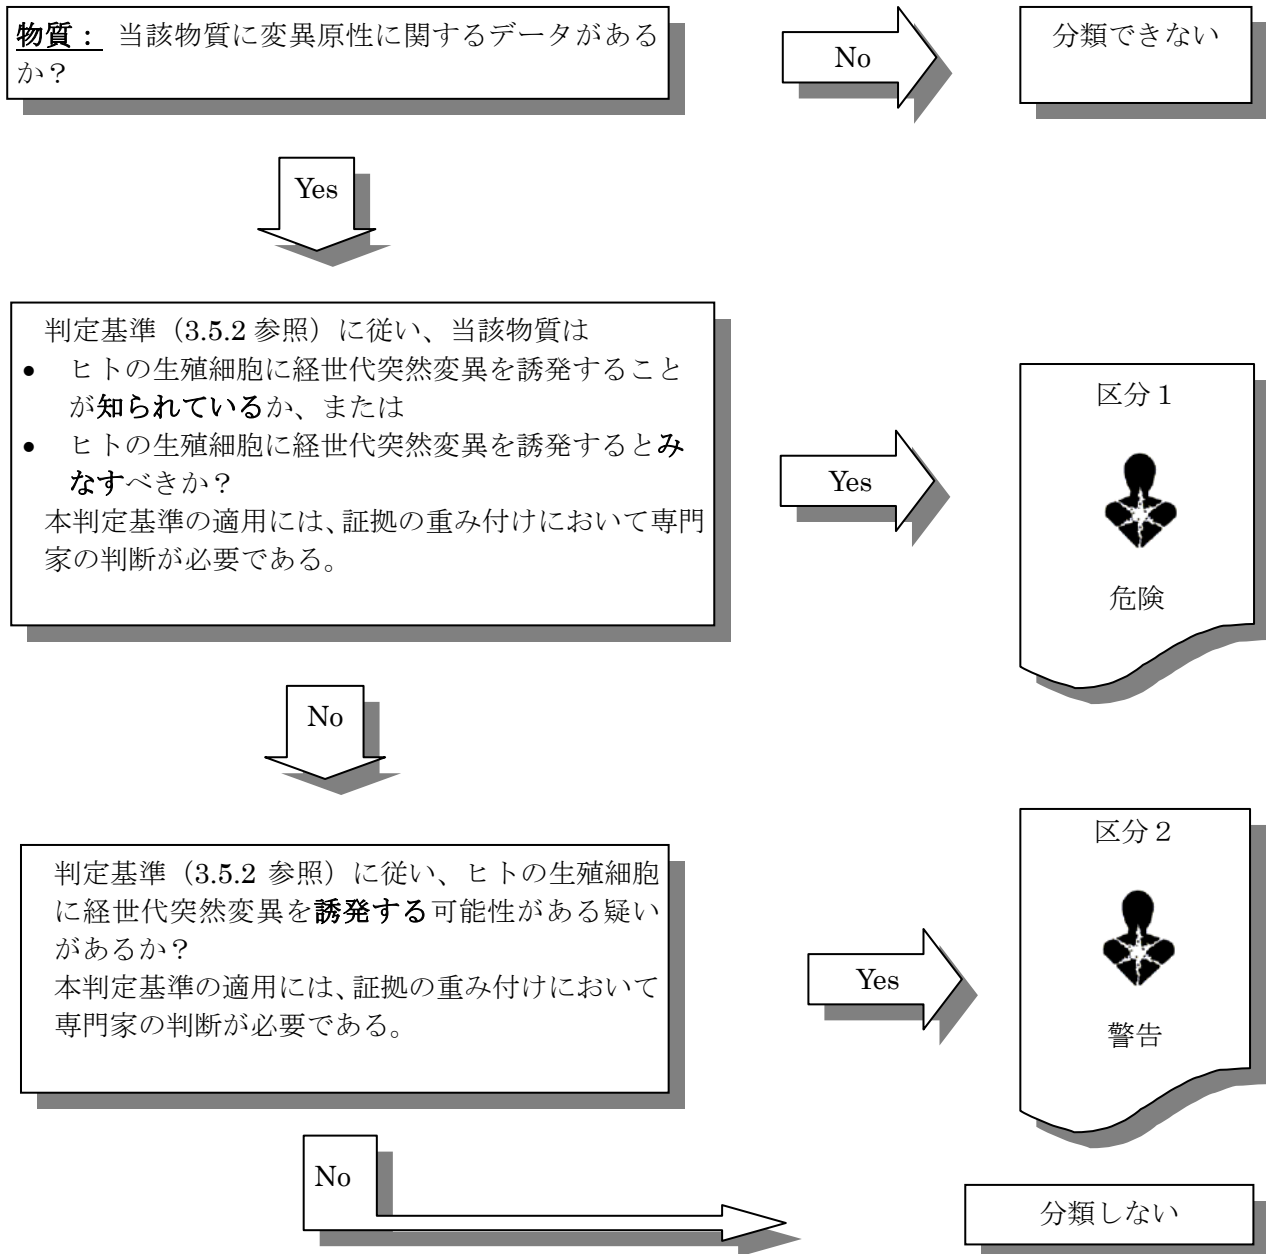 物質： 当該物質に変異原性に関するデータがある
か？
No
分類できない
Yes
判定基準（3.5.2 参照）に従い、当該物質は
• ヒトの生殖細胞に経世代突然変異を誘発すること
が知られているか、または
• ヒトの生殖細胞に経世代突然変異を誘発するとみ
なすべきか？
本判定基準の適用には、証拠の重み付けにおいて専門
家の判断が必要である。
Yes
区分１
危険
No
判定基準（3.5.2 参照）に従い、ヒトの生殖細胞
に経世代突然変異を誘発する可能性がある疑い
があるか？
本判定基準の適用には、証拠の重み付けにおいて
専門家の判断が必要である。
Yes
区分２
警告
No
分類しない